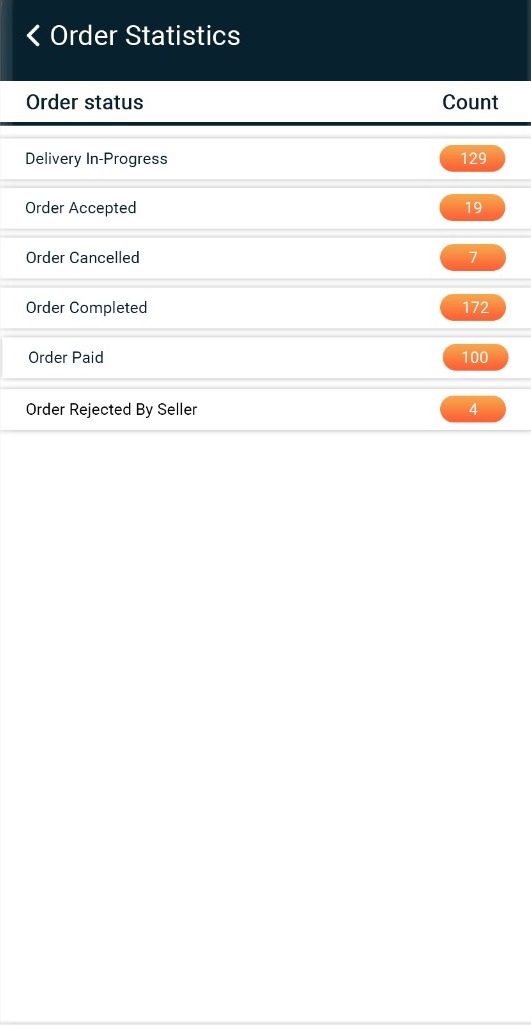 Order Statistics
Order status Count
Delivery In-Progress 129
Order Accepted 19
Order Cancelled 7
Order Completed 172
Order Paid 100
Order Rejected By Seller 4